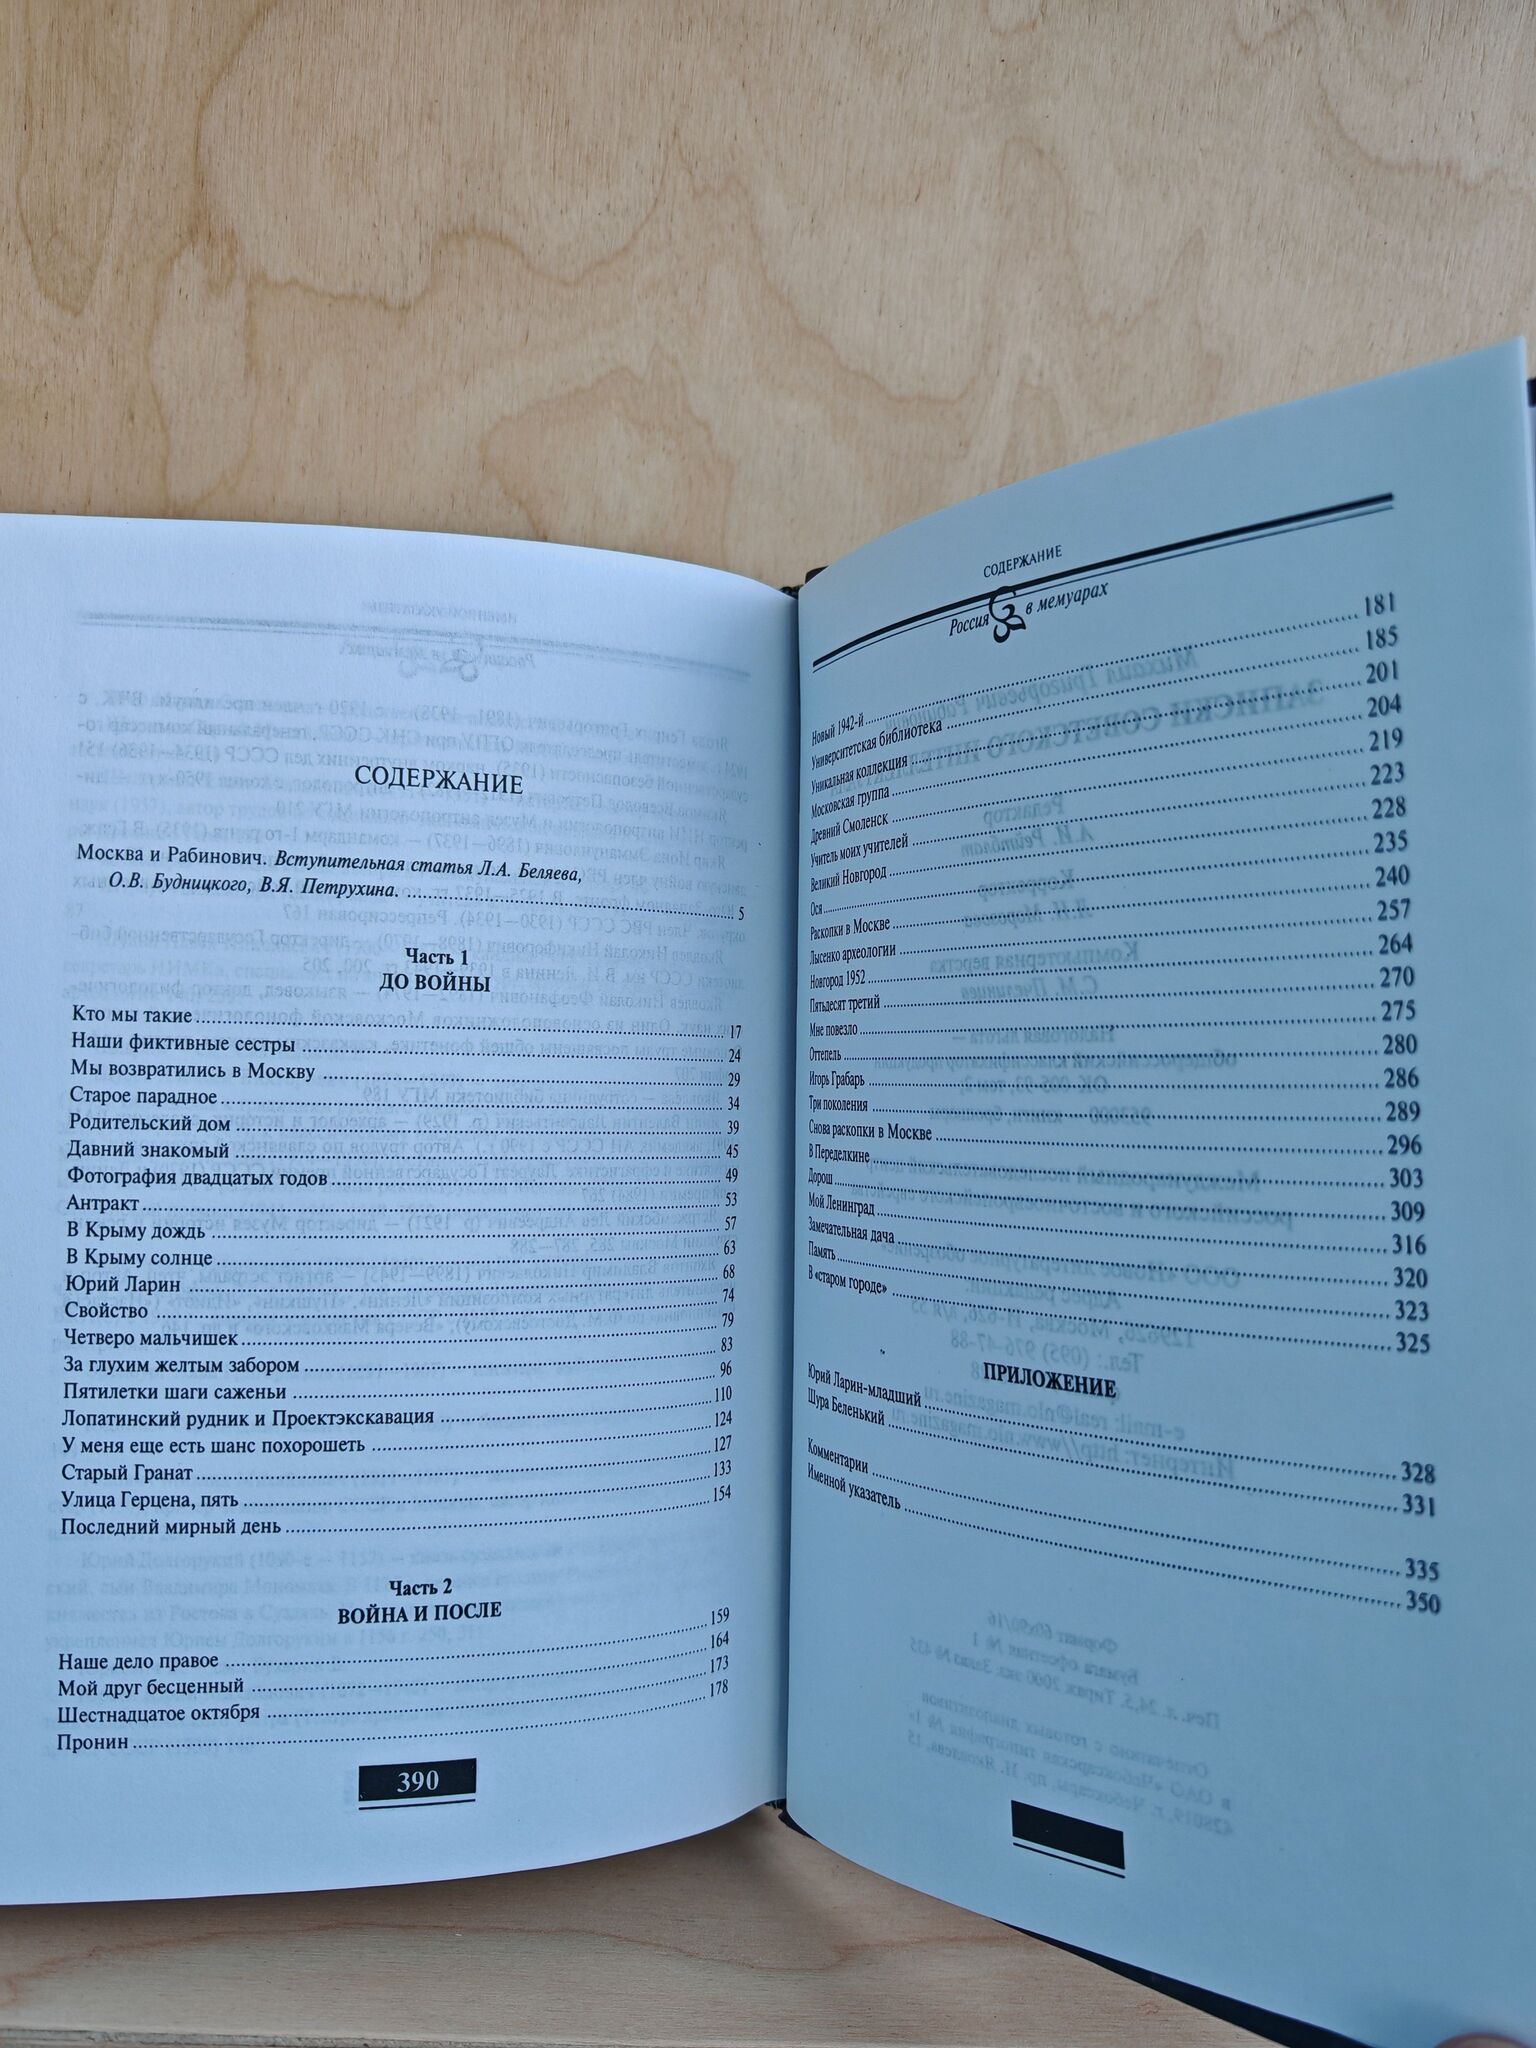 СОДЕРЖАНИЕ
Москва и Рабинович. Вступительная статья Л.А. Беляева,
О.В. Будницкого, В.Я. Петрухина. 5
Часть 1
ДО ВОЙНЫ
Кто мы такие 17
Наши фиктивные сестры 24
Мы возвратились в Москву 29
Старое парадное 34
Родительский дом 39
Давний знакомый 45
Фотография двадцатых годов 49
Антракт 53
В Крыму дождь 57
В Крыму солнце 63
Юрий Ларин 68
Свойство 74
Четверо мальчишек 79
За глухим желтым забором 83
Пятилетки шаги саженьи 96
Лопатинский рудник и Проектэкскавация 110
У меня еще есть шанс похорошеть 124
Старый Гранат 127
Улица Герцена, пять 133
Последний мирный день 154
Часть 2
ВОЙНА И ПОСЛЕ
Наше дело правое 159
Мой друг бесценный 164
Шестнадцатое октября 173
Пронин 178
390
СОДЕРЖАНИЕ
Россия в мемуарах
Новый 1942-й 181
Университетская библиотека 185
Уникальная коллекция 201
Московская группа 204
Древний Смоленск 219
Учитель моих учителей 223
Великий Новгород 228
Ося 235
Раскопки в Москве 240
Лысенко археологии 257
Новгород 1952 264
Пятьдесят третий 270
Мне повезло 275
Оттепель 280
Игорь Грабарь 286
Три поколения 289
Снова раскопки в Москве 296
В Переделкине 303
Дорош 309
Мой Ленинград 316
Замечательная дача 320
Память 323
В «старом городе» 325
ПРИЛОЖЕНИЕ
Юрий Ларин-младший 328
Шура Беленький 331
Комментарии 335
Именной указатель 350